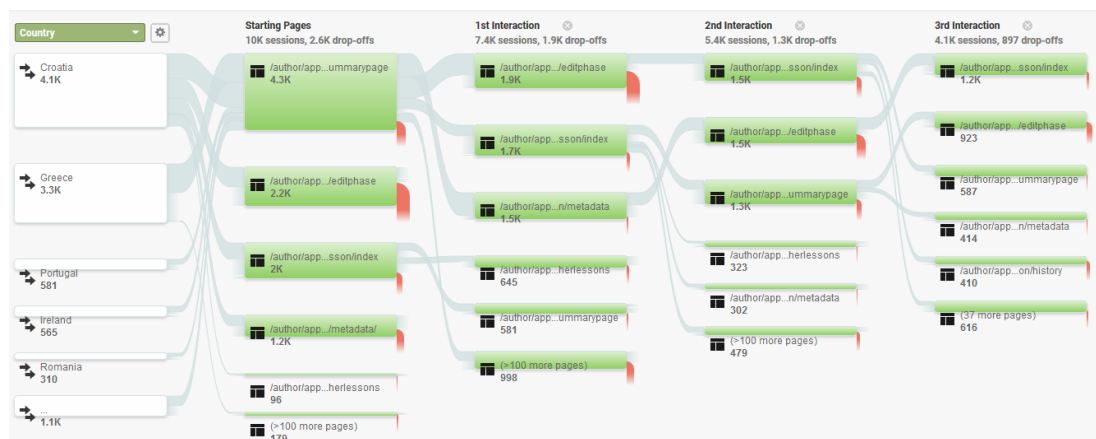 Country
Croatia
4.1K
Greece
3.3K
Portugal
581
Ireland
565
Romania
310
...
1.1K
Starting Pages
10K sessions, 2.6K drop-offs
/author/app...ummarypage
4.3K
/author/app.../editphase
2.2K
/author/app...sson/index
2K
/author/app.../metadata/
1.2K
/author/app...herlessons
96
(>100 more pages)
179
1st Interaction
7.4K sessions, 1.9K drop-offs
/author/app.../editphase
1.9K
/author/app...sson/index
1.7K
/author/app...n/metadata
1.5K
/author/app...herlessons
645
/author/app...ummarypage
581
(>100 more pages)
998
2nd Interaction
5.4K sessions, 1.3K drop-offs
/author/app...sson/index
1.5K
/author/app.../editphase
1.5K
/author/app...ummarypage
1.3K
/author/app...herlessons
323
/author/app...n/metadata
302
(>100 more pages)
479
3rd Interaction
4.1K sessions, 897 drop-offs
/author/app...sson/index
1.2K
/author/app.../editphase
923
/author/app...ummarypage
587
/author/app...n/metadata
414
/author/app...on/history
410
(37 more pages)
616